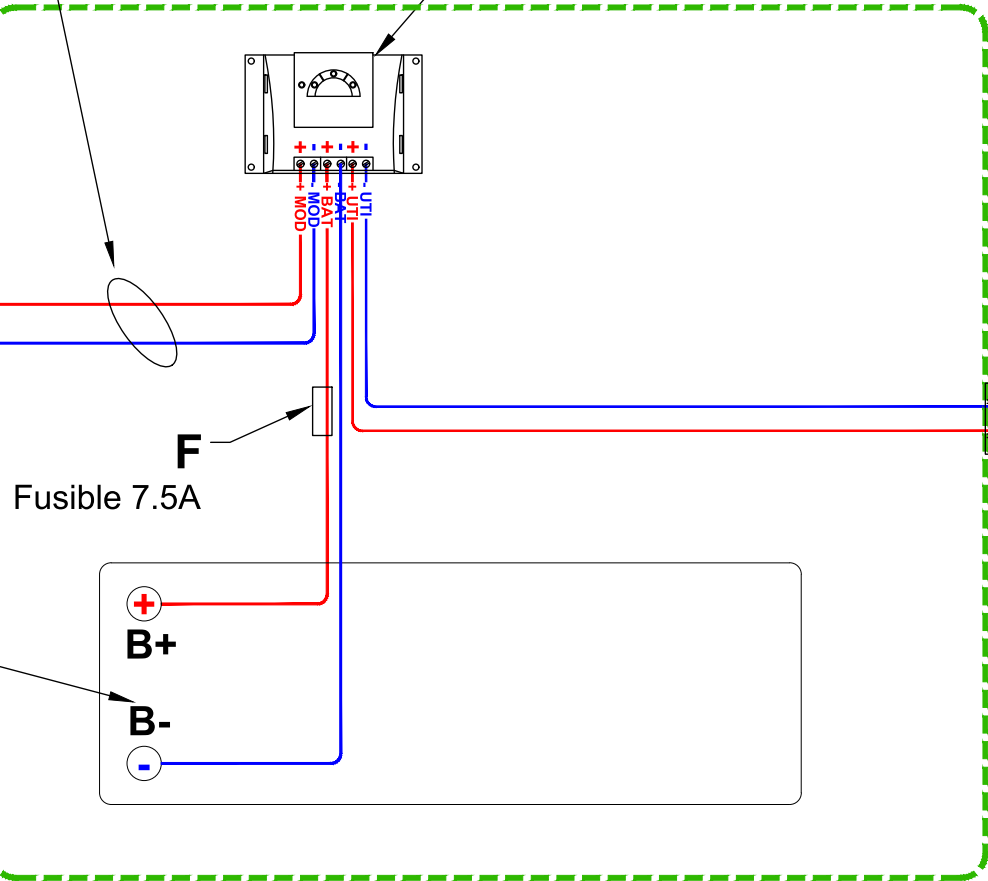 + - + - + -
+ MOD
- MOD
+ BAT
- BAT
+ UTI
- UTI
F
Fusible 7.5A
+
B+
B-
-